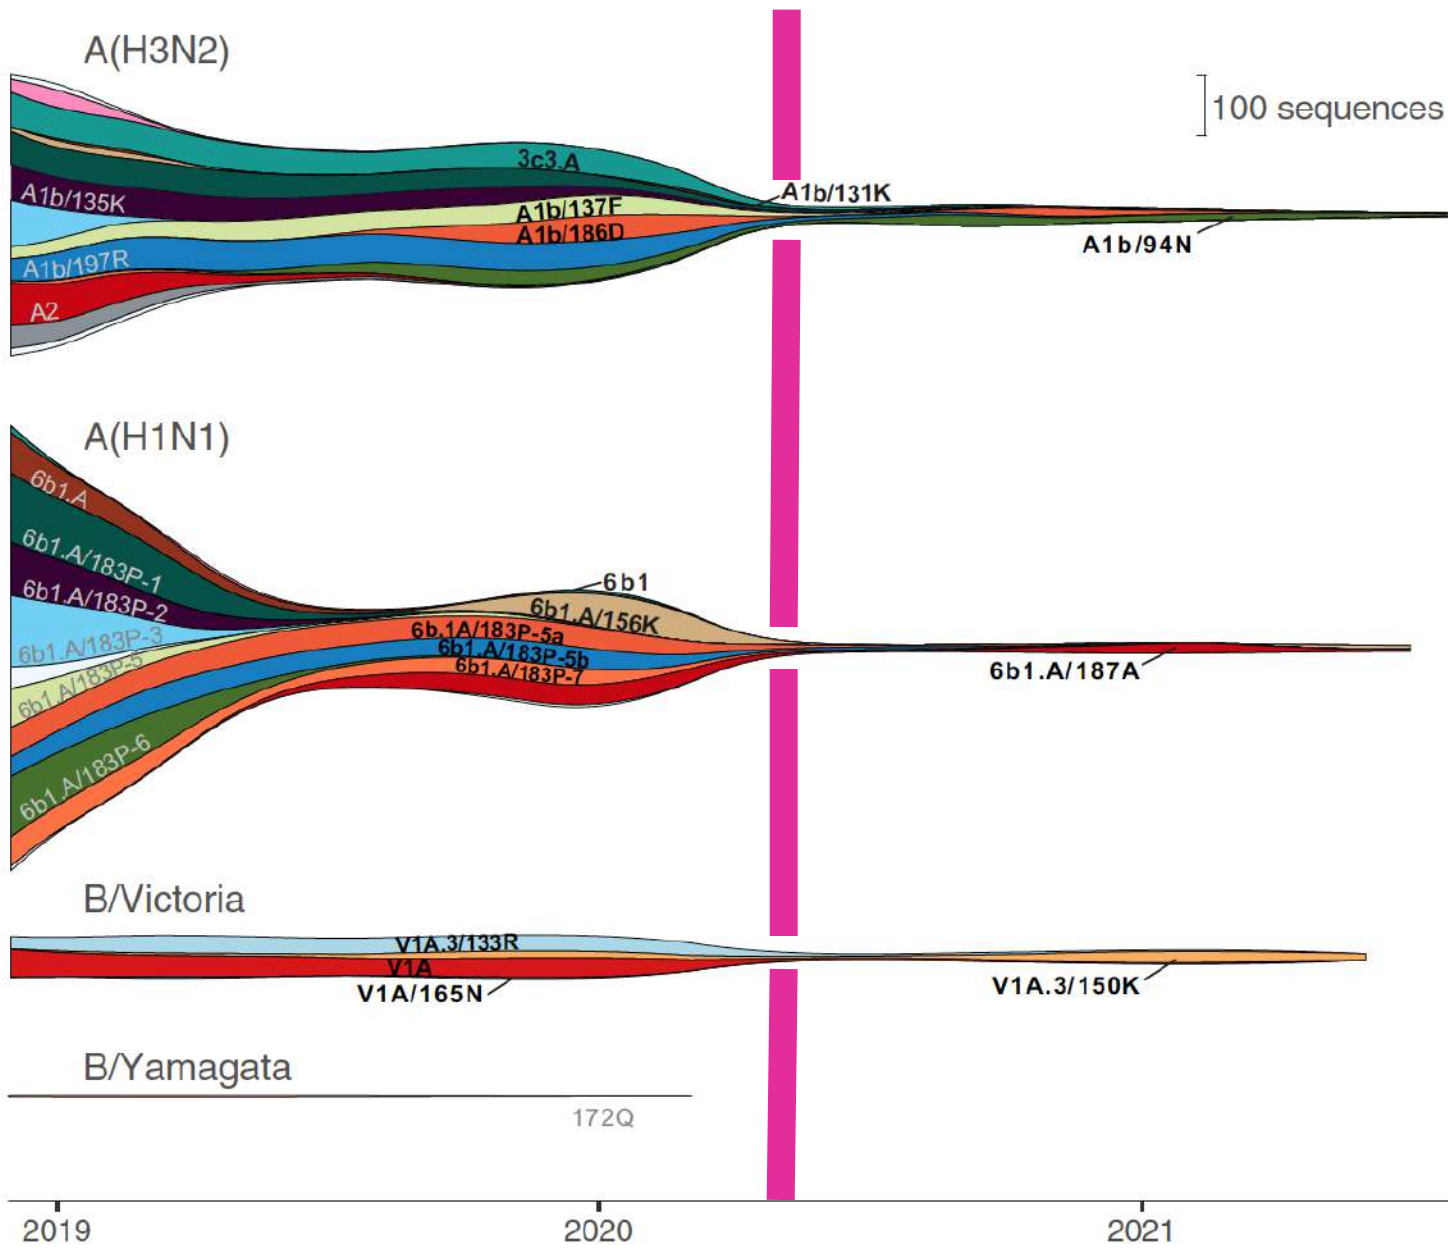 A(H3N2)
100 sequences
3c3.A
A1b/135K
A1b/131K
A1b/137F
A1b/186D
A1b/94N
A1b/197R
A2
A(H1N1)
6b1.A
6b1.A/183P-1
6b1
6b1.A/183P-2
6b1.A/156K
6b.1A/183P-5a
6b1.A/183P-3
6b1.A/183P-5b
6b1.A/183P-7
6b1.A/187A
6b1.A/183P-5
6b1.A/183P-6
B/Victoria
V1A.3/133R
V1A
V1A/165N
V1A.3/150K
B/Yamagata
172Q
2019
2020
2021